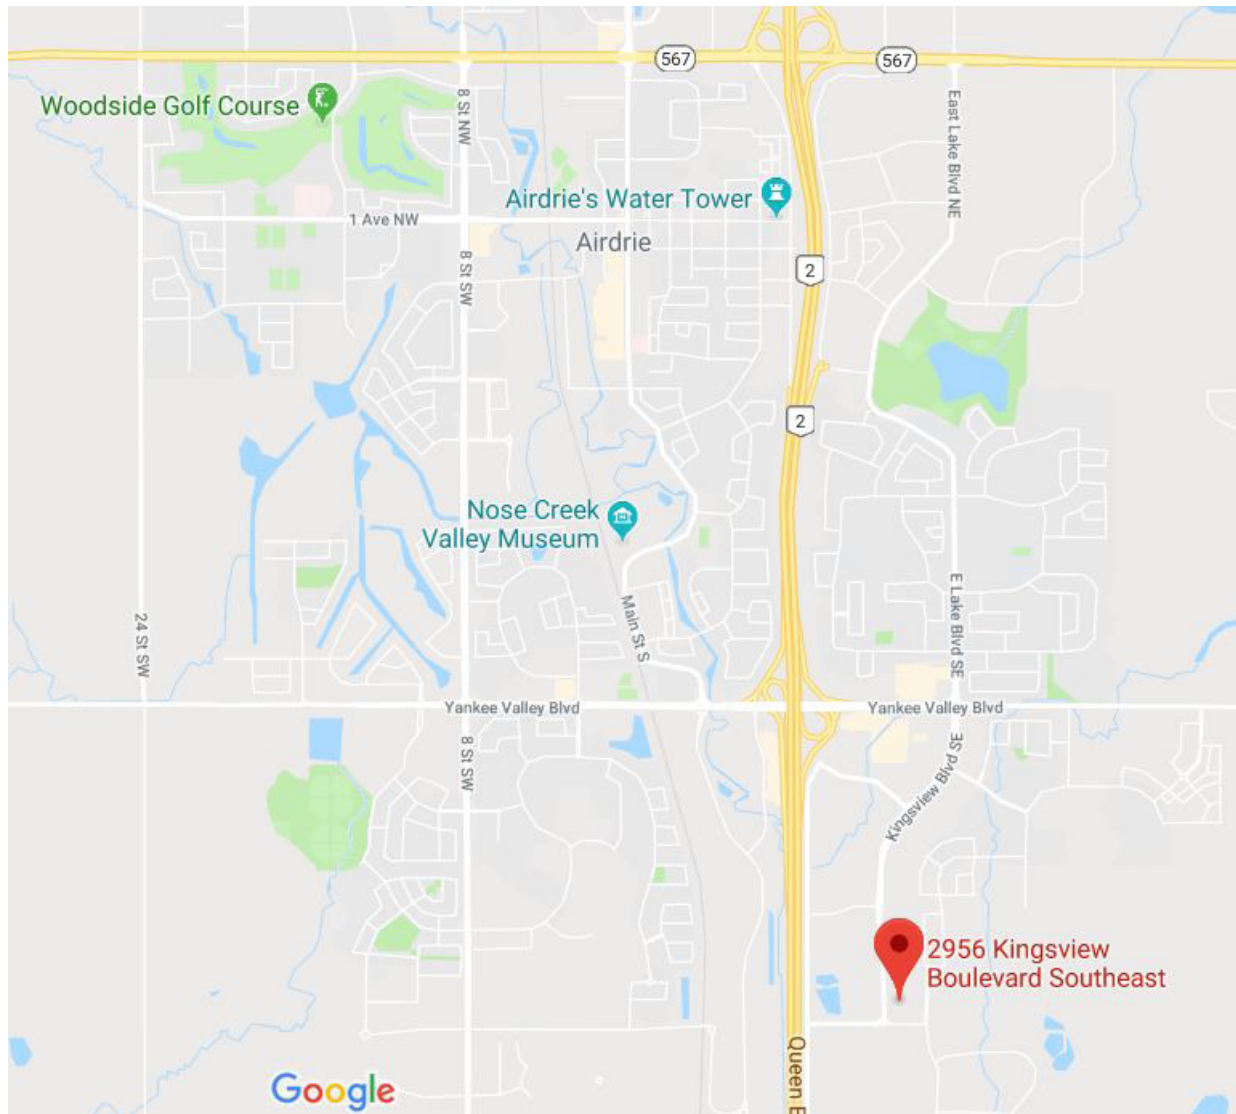 567
567
Woodside Golf Course
8 St NW
East Lake Blvd NE
Airdrie's Water Tower
1 Ave NW
Airdrie
8 St SW
2
2
Nose Creek
Valley Museum
24 St SW
Main St S
E Lake Blvd SE
Yankee Valley Blvd
Yankee Valley Blvd
8 St SW
Kingsview Blvd SE
2956 Kingsview
Boulevard Southeast
Queen E
Google